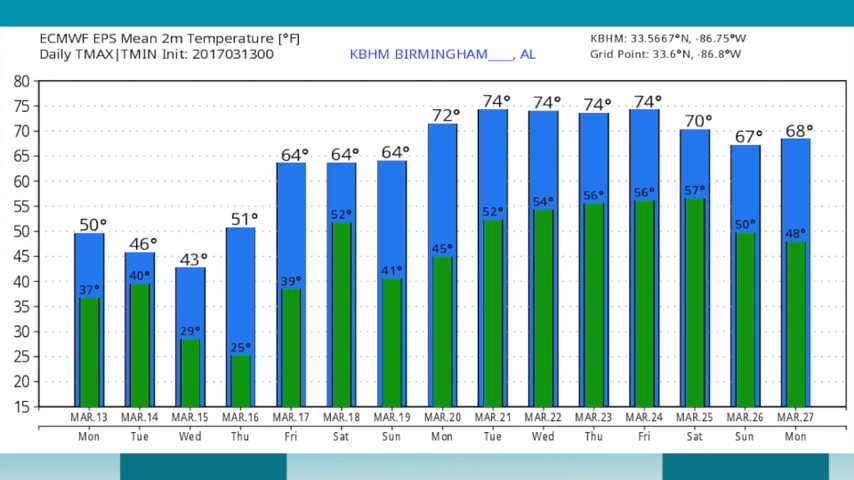 ECMWF EPS Mean 2m Temperature [°F]
Daily TMAX|TMIN Init: 2017031300
KBHM BIRMINGHAM____, AL
KBHM: 33.5667°N, -86.75°W
Grid Point: 33.6°N, -86.8°W
80
75
70
65
60
55
50
45
40
35
30
25
20
15
50° 46° 43° 51° 64° 64° 64° 72° 74° 74° 74° 74° 70° 67° 68°
37° 40° 29° 25° 39° 52° 41° 45° 52° 54° 56° 56° 57° 50° 48°
MAR.13 MAR.14 MAR.15 MAR.16 MAR.17 MAR.18 MAR.19 MAR.20 MAR.21 MAR.22 MAR.23 MAR.24 MAR.25 MAR.26 MAR.27
Mon Tue Wed Thu Fri Sat Sun Mon Tue Wed Thu Fri Sat Sun Mon